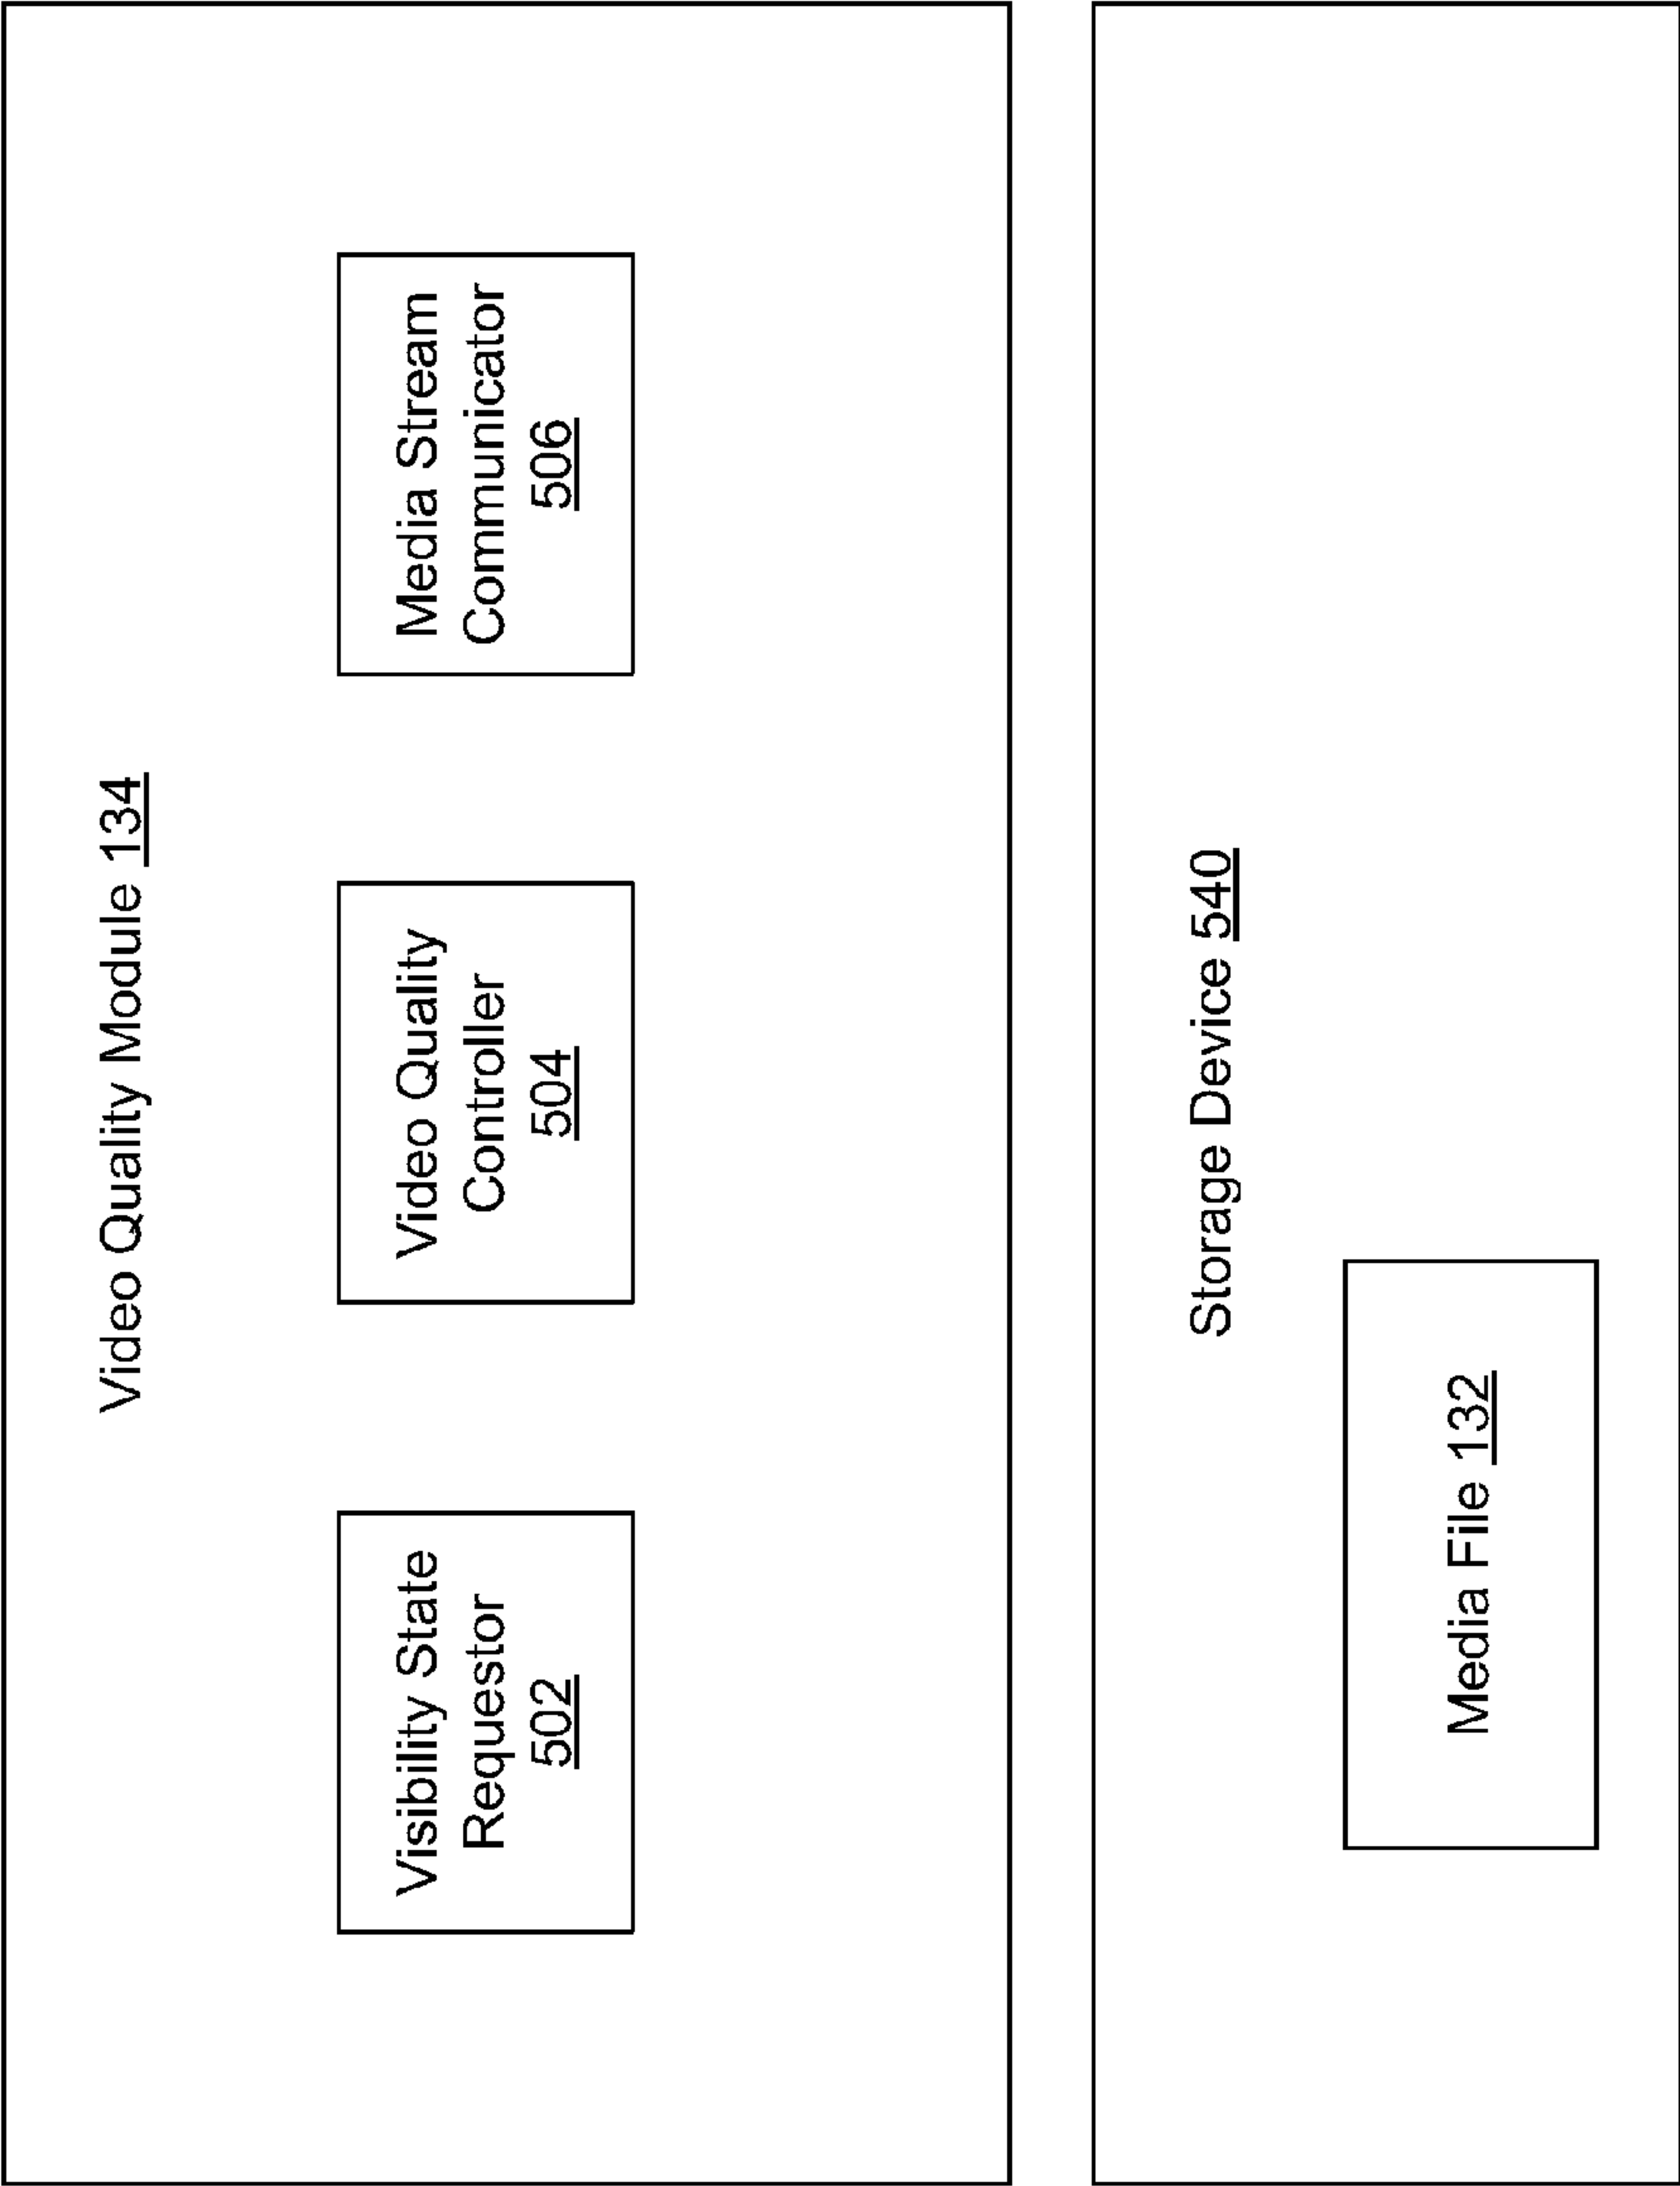 Video Quality Module 134
Visibility State
Requestor
502
Video Quality
Controller
504
Media Stream
Communicator
506
Storage Device 540
Media File 132